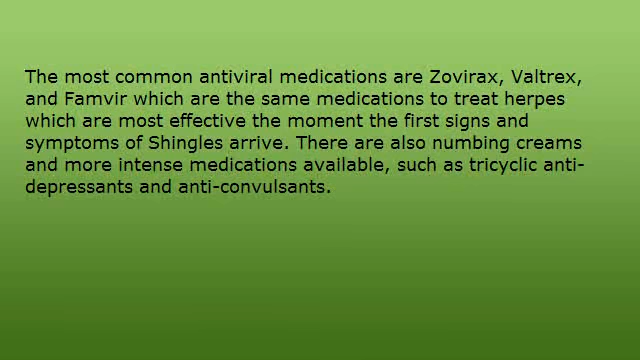 The most common antiviral medications are Zovirax, Valtrex,
and Famvir which are the same medications to treat herpes
which are most effective the moment the first signs and
symptoms of Shingles arrive. There are also numbing creams
and more intense medications available, such as tricyclic anti-
depressants and anti-convulsants.